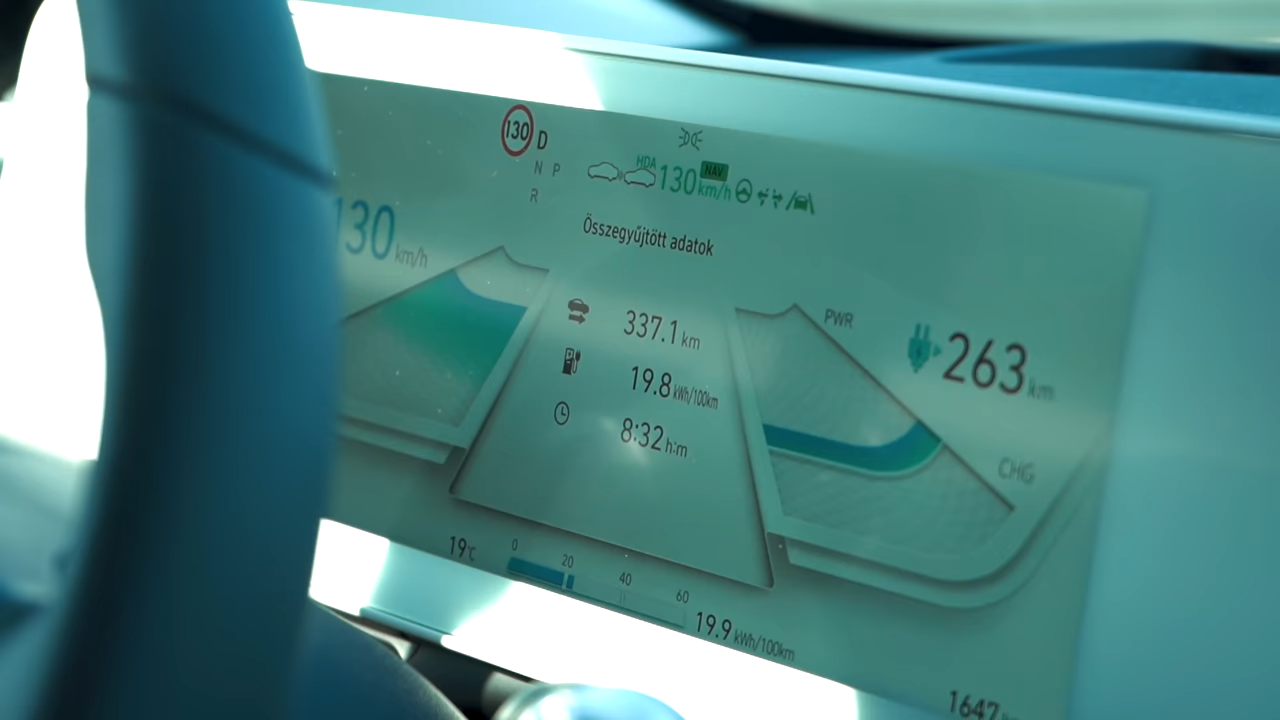 130 D
N P
R
HDA 130 km/h NAV
130 km/h
Összegyűjtött adatok
337.1 km
19.8 kWh/100km
8:32 h:m
PWR
263 km
CHG
19°C
0 20 40 60
19.9 kWh/100km
1647